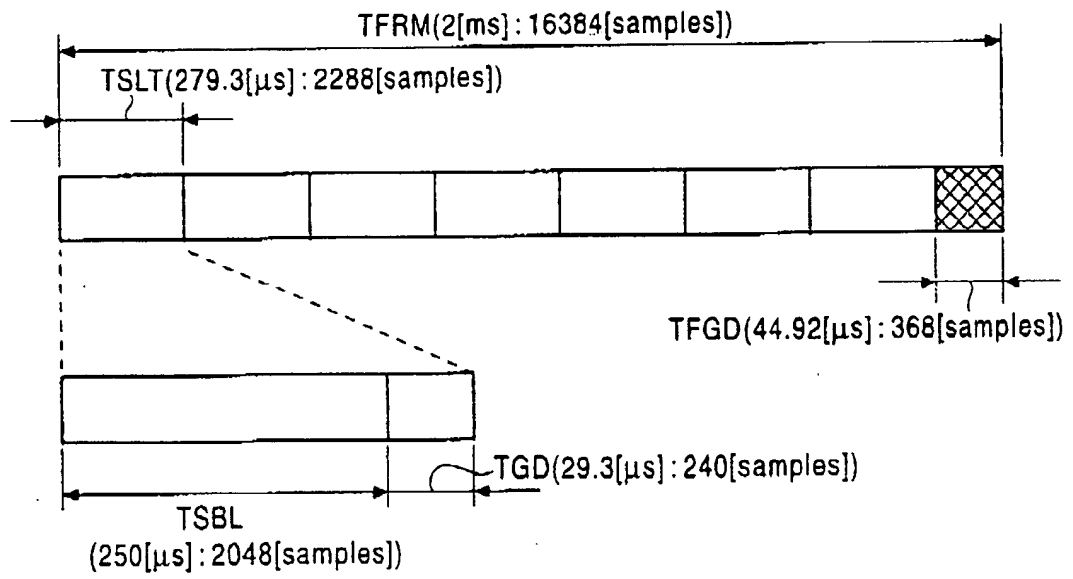 TFRM(2[ms]:16384[samples])
TSLT(279.3[μs]:2288[samples])
TFGD(44.92[μs]:368[samples])
TGD(29.3[μs]:240[samples])
TSBL
(250[μs]:2048[samples])